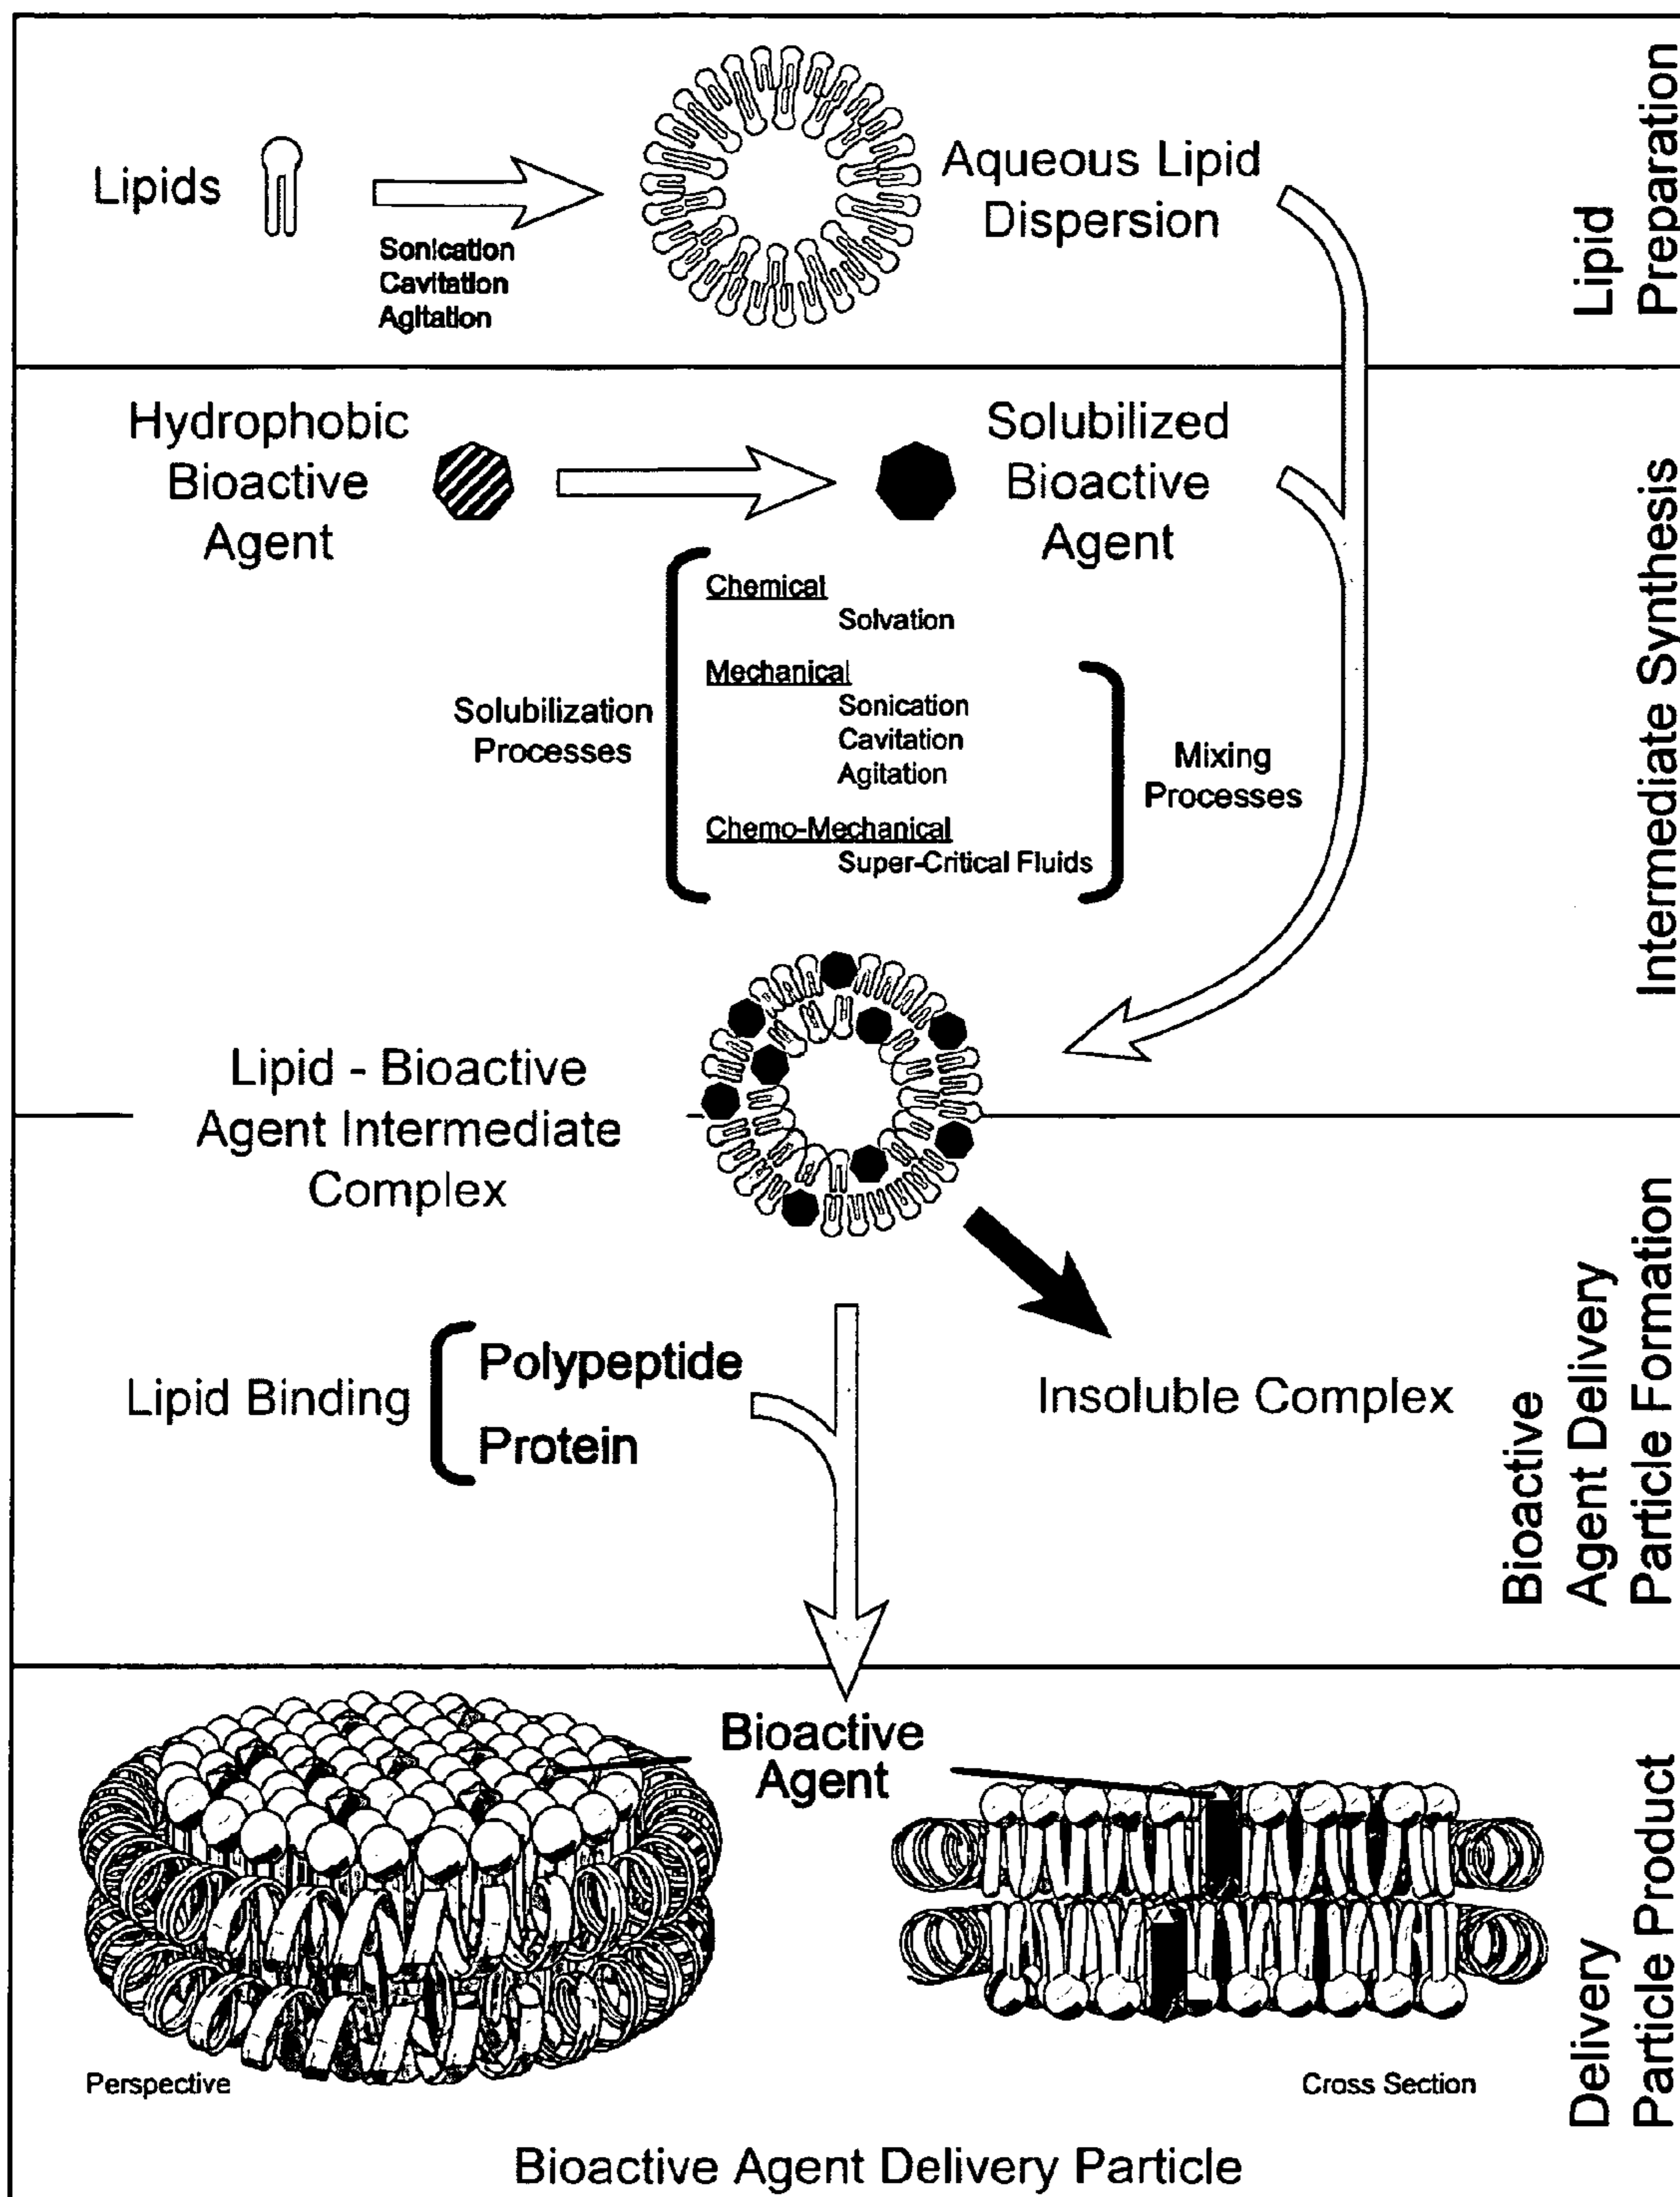 Lipids
Sonication
Cavitation
Agitation
Aqueous Lipid
Dispersion
Lipid
Preparation
Hydrophobic
Bioactive
Agent
Solubilized
Bioactive
Agent
Solubilization
Processes
Chemical
Solvation
Mechanical
Sonication
Cavitation
Agitation
Chemo-Mechanical
Super-Critical Fluids
Mixing
Processes
Intermediate Synthesis
Lipid - Bioactive
Agent Intermediate
Complex
Lipid Binding
Polypeptide
Protein
Insoluble Complex
Bioactive
Agent Delivery
Particle Formation
Bioactive
Agent
Perspective
Cross Section
Bioactive Agent Delivery Particle
Delivery
Particle Product